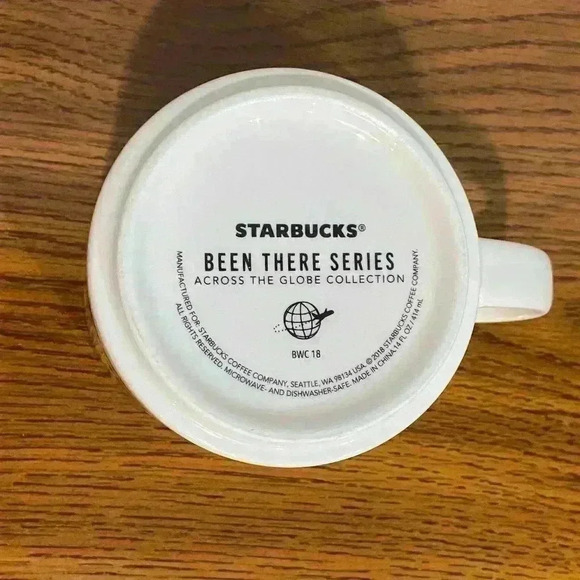 STARBUCKS®
BEEN THERE SERIES
ACROSS THE GLOBE COLLECTION
BWC 18
MANUFACTURED FOR: STARBUCKS COFFEE COMPANY, SEATTLE, WA 98134 USA. © 2018 STARBUCKS COFFEE COMPANY.
ALL RIGHTS RESERVED. MICROWAVE- AND DISHWASHER-SAFE. MADE IN CHINA. 14 FL OZ / 414 mL